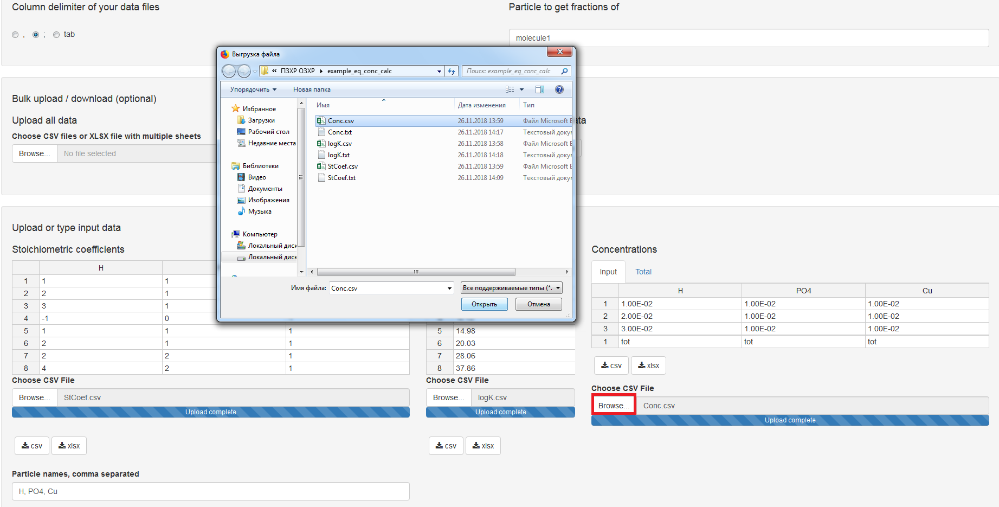 Column delimiter of your data files
Particle to get fractions of
, ; tab
molecule1
Выгрузка файла
« ПЗХР ОЗХР example_eq_conc_calc
Поиск: example_eq_conc_calc
Упорядочить
Новая папка
Имя
Дата изменения
Тип
Избранное
Загрузки
Рабочий стол
Недавние места
Библиотеки
Видео
Документы
Изображения
Музыка
Компьютер
Локальный диск
Локальный диск
Conc.csv 26.11.2018 13:59 Файл Microsoft E
Conc.txt 26.11.2018 14:17 Текстовый докум
logK.csv 26.11.2018 13:58 Файл Microsoft E
logK.txt 26.11.2018 14:18 Текстовый докум
StCoef.csv 26.11.2018 13:59 Файл Microsoft E
StCoef.txt 26.11.2018 14:09 Текстовый докум
Имя файла: Conc.csv
Все поддерживаемые типы (*.
Открыть
Отмена
Bulk upload / download (optional)
Upload all data
Choose CSV files or XLSX file with multiple sheets
Browse... No file selected
Upload or type input data
Stoichiometric coefficients
H
1 1 1
2 2 1
3 3 1
4 -1 0
5 1 1 1
6 2 1 1
7 2 2 1
8 4 2 1
Choose CSV File
Browse... StCoef.csv
Upload complete
csv xlsx
Particle names, comma separated
H, PO4, Cu
5 14.98
6 20.03
7 28.06
8 37.86
Choose CSV File
Browse... logK.csv
Upload complete
csv xlsx
Concentrations
Input Total
H PO4 Cu
1 1.00E-02 1.00E-02 1.00E-02
2 2.00E-02 1.00E-02 1.00E-02
3 3.00E-02 1.00E-02 1.00E-02
1 tot tot tot
csv xlsx
Choose CSV File
Browse... Conc.csv
Upload complete